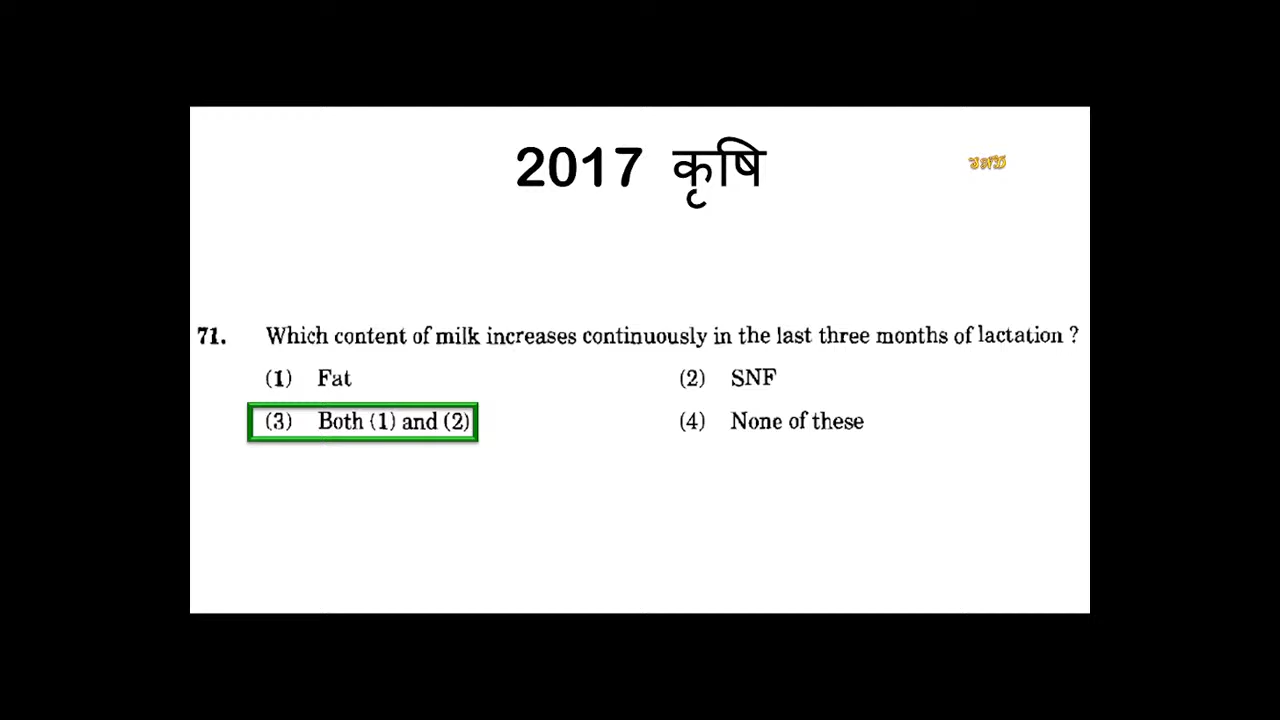 2017 कृषि
71. Which content of milk increases continuously in the last three months of lactation ?
(1) Fat (2) SNF
(3) Both (1) and (2) (4) None of these